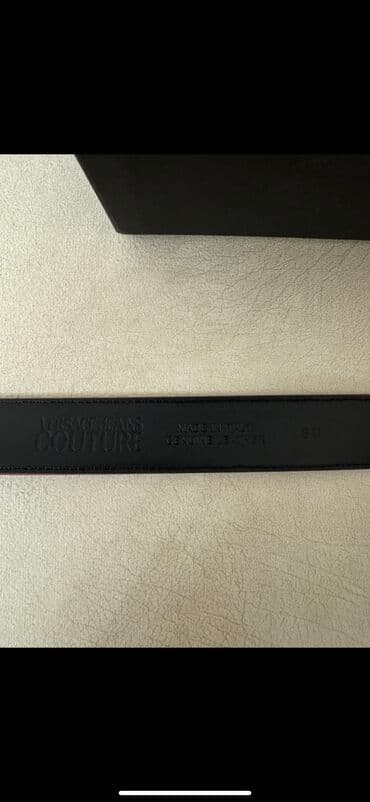 VERSACE JEANS
COUTURE
MADE IN ITALY
GENUINE LEATHER